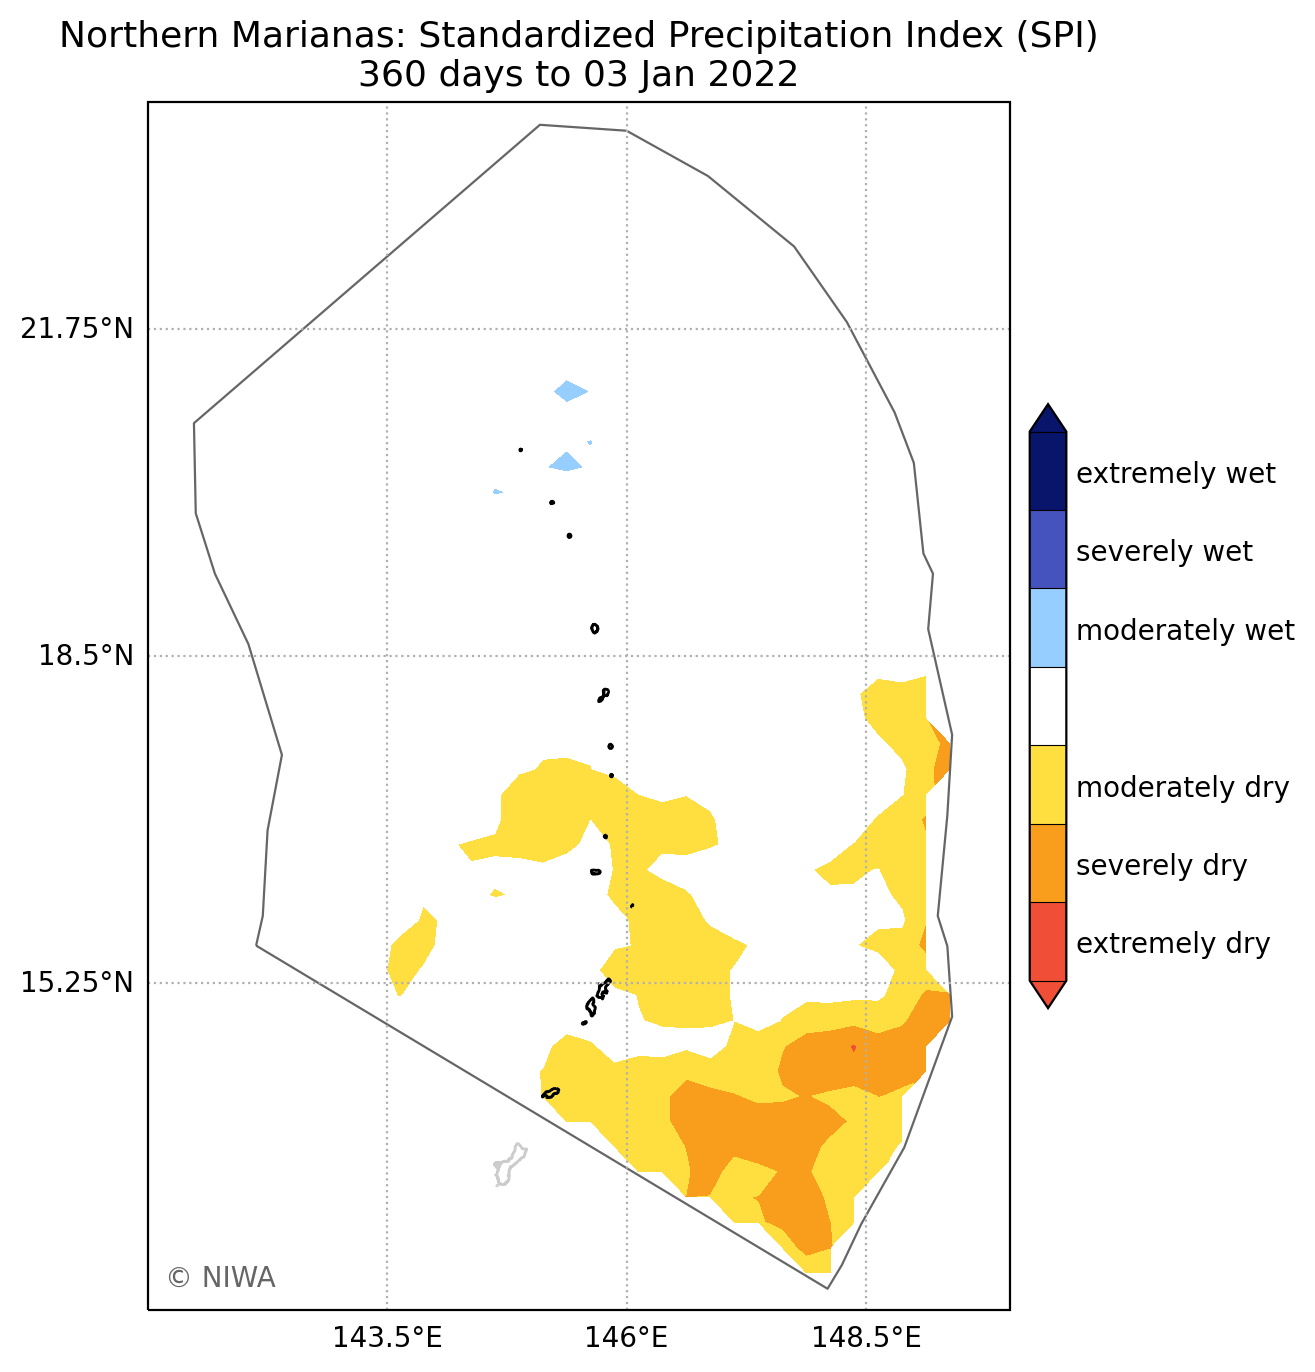 Northern Marianas: Standardized Precipitation Index (SPI)
360 days to 03 Jan 2022
21.75°N
18.5°N
15.25°N
143.5°E
146°E
148.5°E
extremely wet
severely wet
moderately wet
moderately dry
severely dry
extremely dry
© NIWA